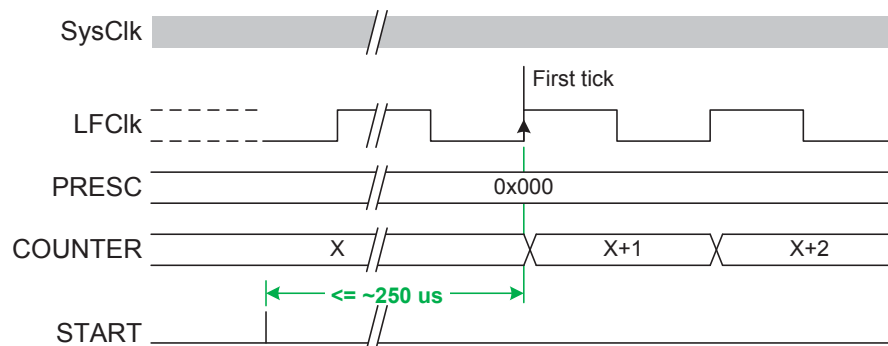 SysClk
First tick
LFClk
PRESC
0x000
COUNTER
X
X+1
X+2
<= ~250 us
START